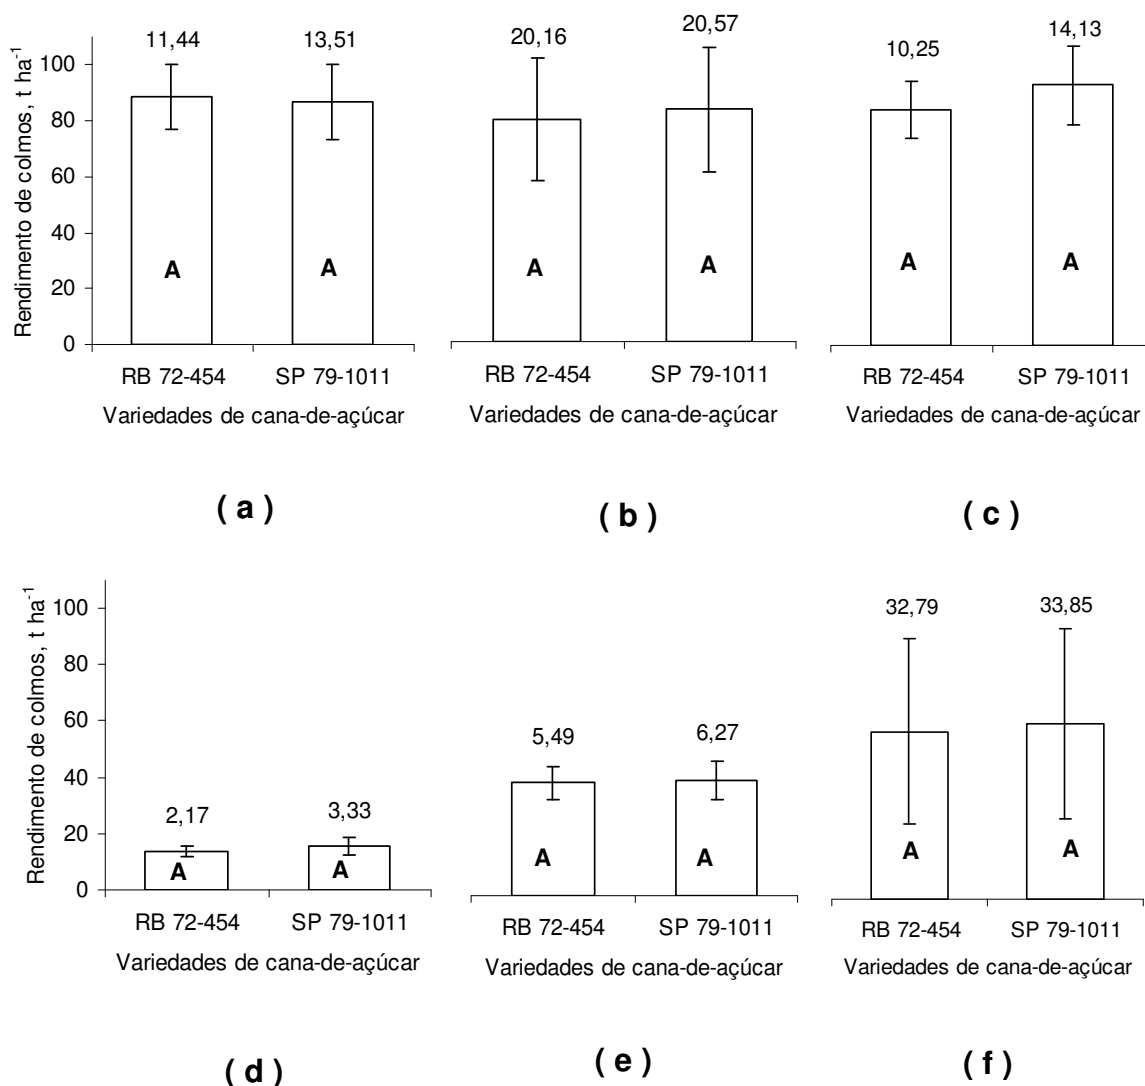 11,44 13,51
Rendimento de colmos, t ha-1
100
80
60
40
20
0
A A
RB 72-454 SP 79-1011
Variedades de cana-de-açúcar
( a )
20,16 20,57
A A
RB 72-454 SP 79-1011
Variedades de cana-de-açúcar
( b )
10,25 14,13
A A
RB 72-454 SP 79-1011
Variedades de cana-de-açúcar
( c )
Rendimento de colmos, t ha-1
100
80
60
40
20
0
2,17 3,33
A A
RB 72-454 SP 79-1011
Variedades de cana-de-açúcar
( d )
5,49 6,27
A A
RB 72-454 SP 79-1011
Variedades de cana-de-açúcar
( e )
32,79 33,85
A A
RB 72-454 SP 79-1011
Variedades de cana-de-açúcar
( f )